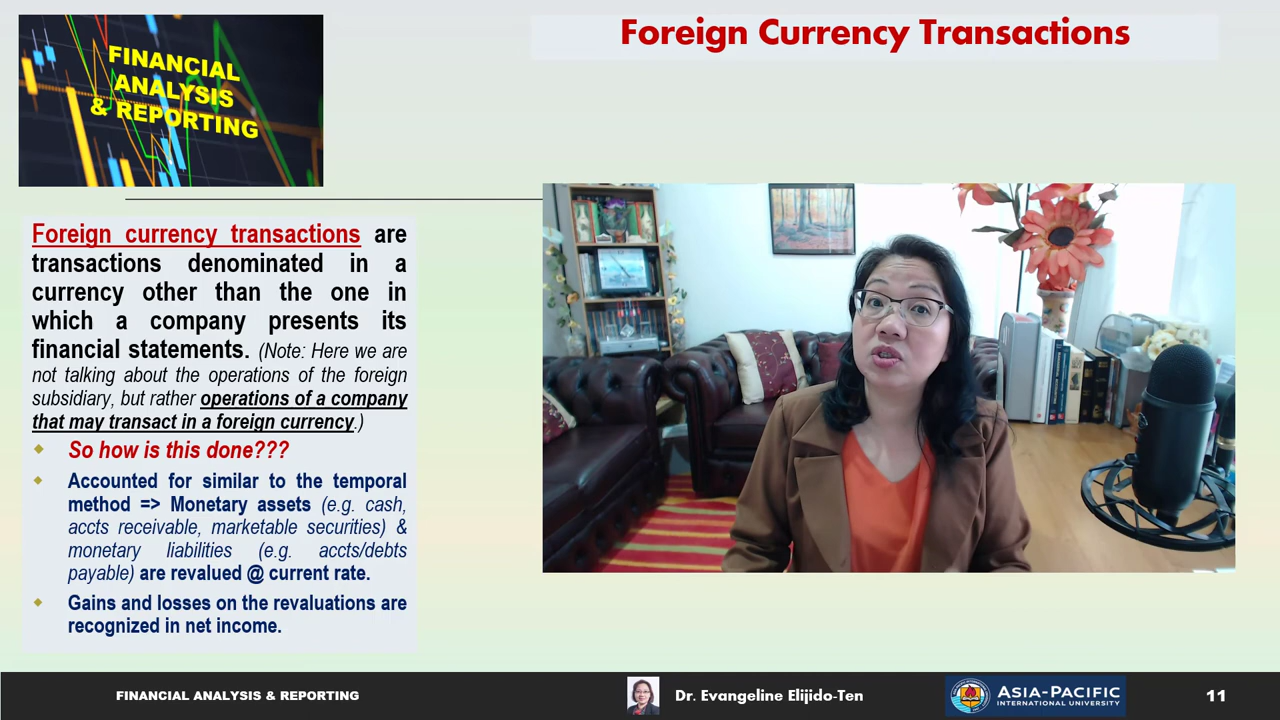 FINANCIAL
ANALYSIS
& REPORTING
Foreign Currency Transactions
Foreign currency transactions are
transactions denominated in a
currency other than the one in
which a company presents its
financial statements. (Note: Here we are
not talking about the operations of the foreign
subsidiary, but rather operations of a company
that may transact in a foreign currency.)
So how is this done???
Accounted for similar to the temporal
method => Monetary assets (e.g. cash,
accts receivable, marketable securities) &
monetary liabilities (e.g. accts/debts
payable) are revalued @ current rate.
Gains and losses on the revaluations are
recognized in net income.
FINANCIAL ANALYSIS & REPORTING
Dr. Evangeline Elijido-Ten
ASIA-PACIFIC
INTERNATIONAL UNIVERSITY
11